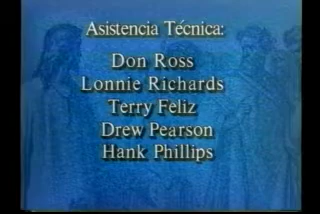 Asistencia Técnica:
Don Ross
Lonnie Richards
Terry Feliz
Drew Pearson
Hank Phillips